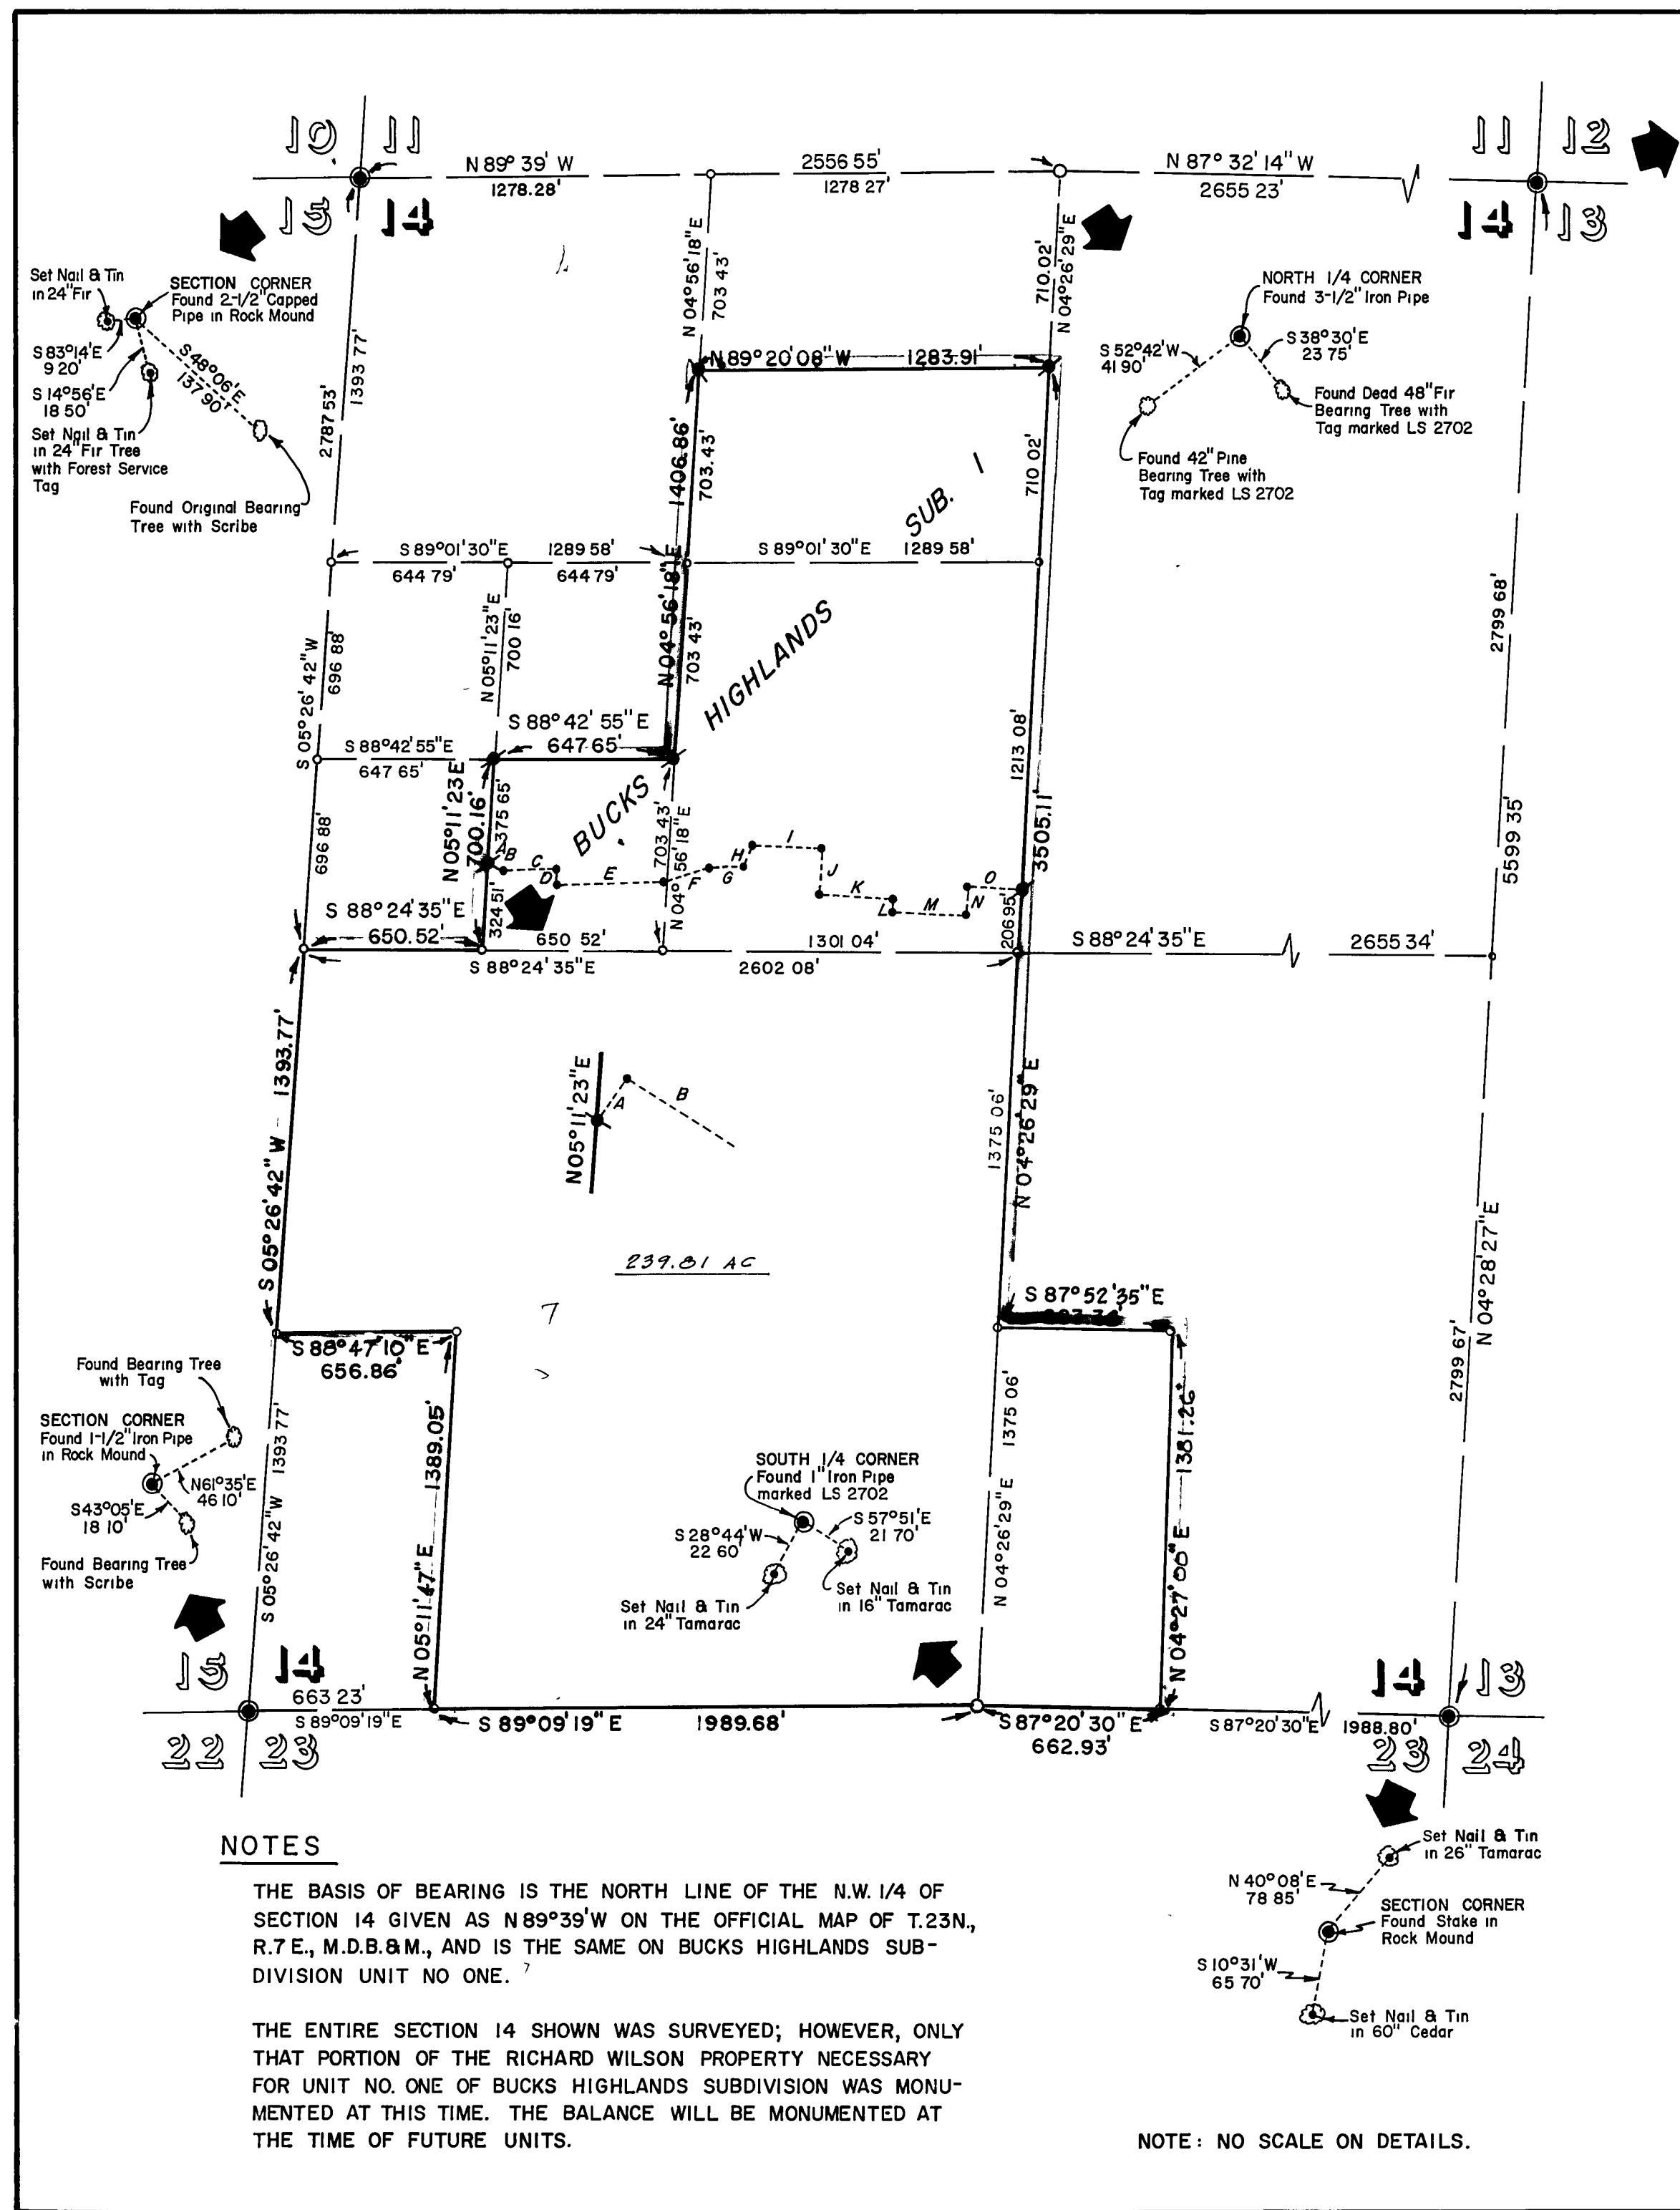 10 11
N 89° 39' W
1278.28'
2556 55'
1278 27'
N 87° 32' 14" W
2655 23'
11 12
15 14
14 13
N 04° 56' 18" E
703 43'
710.02'
N 04° 26' 29" E
Set Nail & Tin
in 24" Fir
SECTION CORNER
Found 2-1/2" Capped
Pipe in Rock Mound
S 83° 14' E
9 20'
S 14° 56' E
18 50'
S 48° 06' E
137 90'
Set Nail & Tin
in 24" Fir Tree
with Forest Service
Tag
Found Original Bearing
Tree with Scribe
2787 53'
1393 77'
NORTH 1/4 CORNER
Found 3-1/2" Iron Pipe
S 52° 42' W
41 90'
S 38° 30' E
23 75'
Found Dead 48" Fir
Bearing Tree with
Tag marked LS 2702
Found 42" Pine
Bearing Tree with
Tag marked LS 2702
N 89° 20' 08" W 1283.91'
1406.86'
703.43'
N 04° 56' 18" E
703 43'
710 02'
SUB. 1
HIGHLANDS
BUCKS
S 89° 01' 30" E 1289 58'
644 79' 644 79'
S 89° 01' 30" E 1289 58'
S 05° 26' 42" W
696 88'
N 05° 11' 23" E
700 16'
2799 68'
S 88° 42' 55" E
647 65'
S 88° 42' 55" E
647 65'
1213 08'
3505.11'
5599 35'
696 88'
N 05° 11' 23 E
700.16'
375 65'
324 51'
703 43'
N 04° 56' 18" E
A B C D E F G H I J K L M N O
206 95'
S 88° 24' 35" E
650.52'
650 52'
S 88° 24' 35" E
1301 04'
2602 08'
S 88° 24' 35" E
2655 34'
S 05° 26' 42" W 1393.77'
N 05° 11' 23" E
A B
1375 06'
N 04° 26' 29" E
239.81 AC
7
S 87° 52' 35" E
N 04° 28' 27" E
2799 67'
S 88° 47' 10" E
656.86'
Found Bearing Tree
with Tag
SECTION CORNER
Found 1-1/2" Iron Pipe
in Rock Mound
N 61° 35' E
46 10'
S 43° 05' E
18 10'
Found Bearing Tree
with Scribe
S 05° 26' 42" W 1393 77'
N 05° 11' 47" E 1389.05'
SOUTH 1/4 CORNER
Found 1" Iron Pipe
marked LS 2702
S 28° 44' W
22 60'
S 57° 51' E
21 70'
Set Nail & Tin
in 24" Tamarac
Set Nail & Tin
in 16" Tamarac
N 04° 26' 29" E 1375 06'
N 04° 27' 00" E 1381.26'
15 14
14 13
663 23'
S 89° 09' 19" E
S 89° 09' 19" E 1989.68'
S 87° 20' 30" E
662.93'
S 87° 20' 30" E 1988.80'
22 23
23 24
NOTES
THE BASIS OF BEARING IS THE NORTH LINE OF THE N.W. 1/4 OF
SECTION 14 GIVEN AS N 89° 39' W ON THE OFFICIAL MAP OF T.23N.,
R.7 E., M.D.B.&M., AND IS THE SAME ON BUCKS HIGHLANDS SUB-
DIVISION UNIT NO ONE.
THE ENTIRE SECTION 14 SHOWN WAS SURVEYED; HOWEVER, ONLY
THAT PORTION OF THE RICHARD WILSON PROPERTY NECESSARY
FOR UNIT NO. ONE OF BUCKS HIGHLANDS SUBDIVISION WAS MONU-
MENTED AT THIS TIME. THE BALANCE WILL BE MONUMENTED AT
THE TIME OF FUTURE UNITS.
Set Nail & Tin
in 26" Tamarac
N 40° 08' E
78 85'
SECTION CORNER
Found Stake in
Rock Mound
S 10° 31' W
65 70'
Set Nail & Tin
in 60" Cedar
NOTE: NO SCALE ON DETAILS.